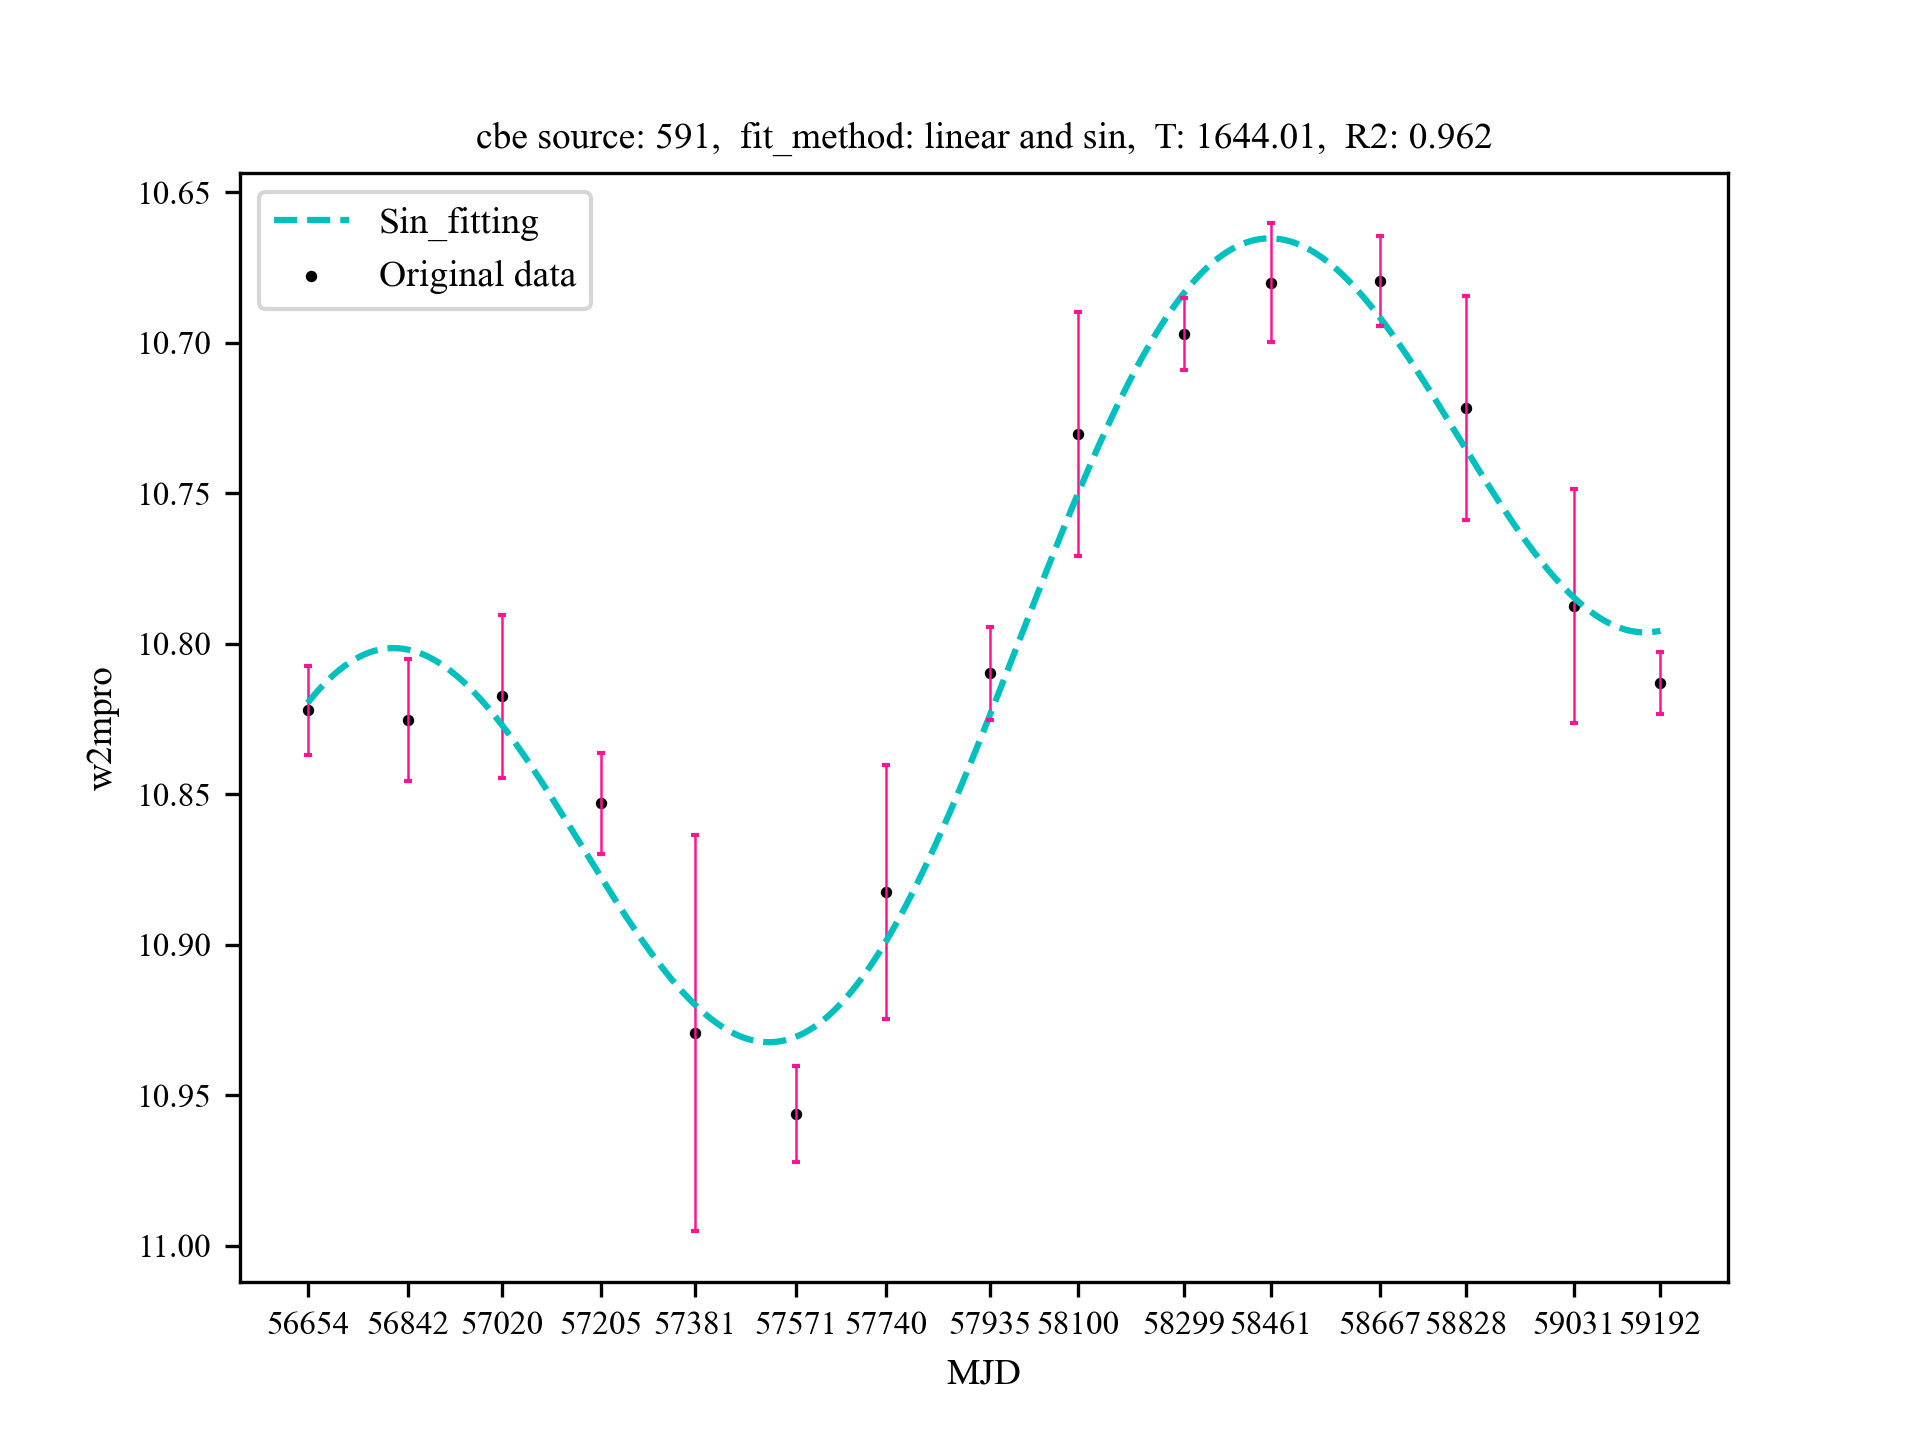 cbe source: 591,  fit_method: linear and sin,  T: 1644.01,  R2: 0.962
Sin_fitting
Original data
10.65
10.70
10.75
10.80
10.85
10.90
10.95
11.00
w2mpro
56654 56842 57020 57205 57381 57571 57740 57935 58100 58299 58461 58667 58828 59031 59192
MJD